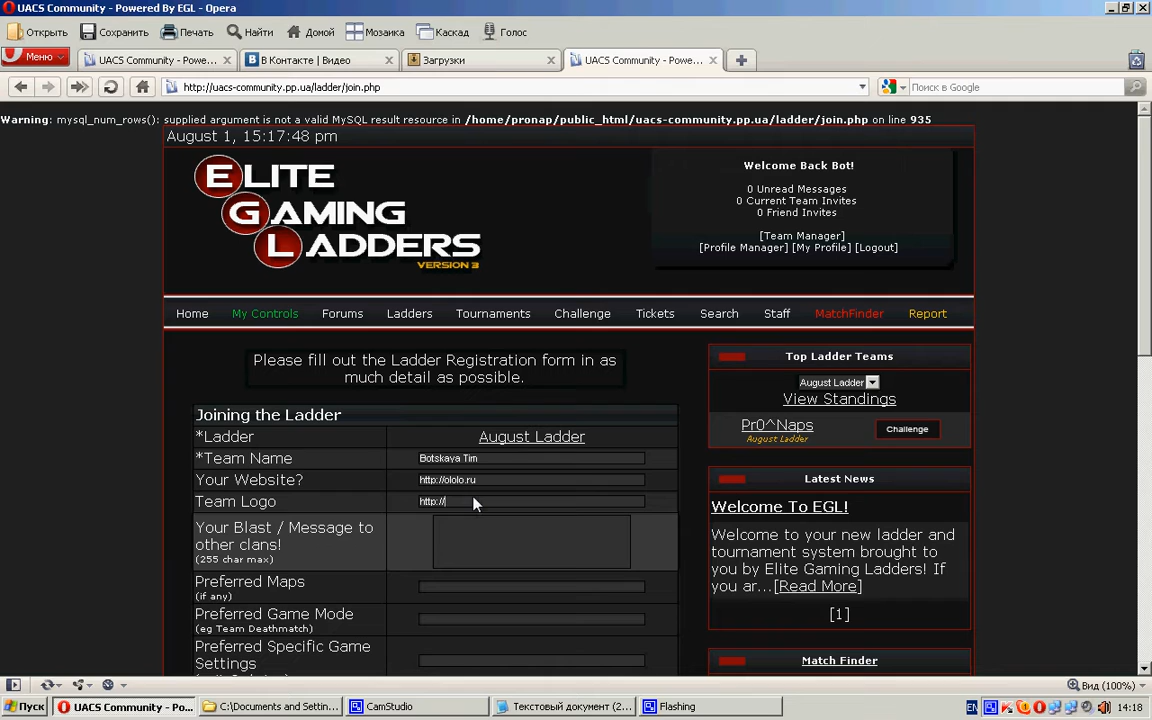 UACS Community - Powered By EGL - Opera
Открыть Сохранить Печать Найти Домой Мозаика Каскад Голос
Меню UACS Community - Powe... В Контакте | Видео Загрузки UACS Community - Powe...
http://uacs-community.pp.ua/ladder/join.php Поиск в Google
Warning: mysql_num_rows(): supplied argument is not a valid MySQL result resource in /home/pronap/public_html/uacs-community.pp.ua/ladder/join.php on line 935
August 1, 15:17:48 pm
ELITE
GAMING
LADDERS
VERSION 3
Welcome Back Bot!
0 Unread Messages
0 Current Team Invites
0 Friend Invites
[Team Manager]
[Profile Manager] [My Profile] [Logout]
Home My Controls Forums Ladders Tournaments Challenge Tickets Search Staff MatchFinder Report
Please fill out the Ladder Registration form in as
much detail as possible.
Joining the Ladder
*Ladder August Ladder
*Team Name Botskaya Tim
Your Website? http://ololo.ru
Team Logo http://
Your Blast / Message to
other clans!
(255 char max)
Preferred Maps
(if any)
Preferred Game Mode
(eg Team Deathmatch)
Preferred Specific Game
Settings
Top Ladder Teams
August Ladder
View Standings
Pr0^Naps
August Ladder
Challenge
Latest News
Welcome To EGL!
Welcome to your new ladder and
tournament system brought to
you by Elite Gaming Ladders! If
you ar...[Read More]
[1]
Match Finder
Вид (100%)
Пуск UACS Community - Po... C:\Documents and Settin... CamStudio Текстовый документ (2... Flashing EN 14:18